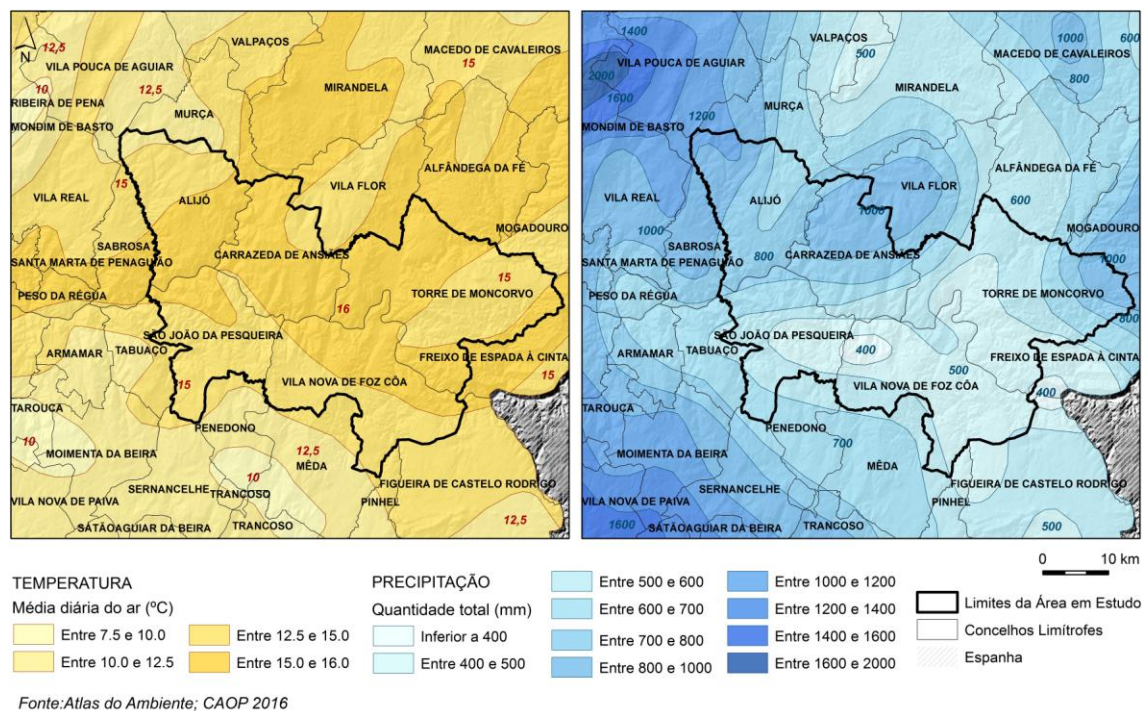 12,5
VALPAÇOS
N
VILA POUCA DE AGUIAR
MACEDO DE CAVALEIROS
15
10
12,5
MIRANDELA
RIBEIRA DE PENA
MURÇA
MONDIM DE BASTO
ALFÂNDEGA DA FÉ
15
VILA FLOR
VILA REAL
ALIJÓ
MOGADOURO
SABROSA
CARRAZEDA DE ANSIÃES
SANTA MARTA DE PENAGUIÃO
15
PESO DA RÉGUA
TORRE DE MONCORVO
16
SÃO JOÃO DA PESQUEIRA
ARMAMAR
TABUAÇO
FREIXO DE ESPADA À CINTA
15
15
VILA NOVA DE FOZ CÔA
TAROUCA
PENEDONO
10
MOIMENTA DA BEIRA
12,5
MÊDA
10
SERNANCELHE
TRANCOSO
FIGUEIRA DE CASTELO RODRIGO
VILA NOVA DE PAIVA
PINHEL
SATÃOAGUIAR DA BEIRA
TRANCOSO
12,5
1400
VALPAÇOS
600
1000
500
MACEDO DE CAVALEIROS
VILA POUCA DE AGUIAR
2000
800
MIRANDELA
1600
MURÇA
1200
MONDIM DE BASTO
ALFÂNDEGA DA FÉ
VILA FLOR
VILA REAL
ALIJÓ
600
1000
MOGADOURO
1000
SABROSA
CARRAZEDA DE ANSIÃES
800
1000
SANTA MARTA DE PENAGUIÃO
PESO DA RÉGUA
TORRE DE MONCORVO
800
SÃO JOÃO DA PESQUEIRA
ARMAMAR
TABUAÇO
400
FREIXO DE ESPADA À CINTA
500
VILA NOVA DE FOZ CÔA
400
TAROUCA
PENEDONO
700
MOIMENTA DA BEIRA
MÊDA
SERNANCELHE
FIGUEIRA DE CASTELO RODRIGO
VILA NOVA DE PAIVA
PINHEL
1600
SATÃOAGUIAR DA BEIRA
TRANCOSO
500
0 10 km
TEMPERATURA
Média diária do ar (ºC)
Entre 7.5 e 10.0
Entre 10.0 e 12.5
Entre 12.5 e 15.0
Entre 15.0 e 16.0
PRECIPITAÇÃO
Quantidade total (mm)
Inferior a 400
Entre 400 e 500
Entre 500 e 600
Entre 600 e 700
Entre 700 e 800
Entre 800 e 1000
Entre 1000 e 1200
Entre 1200 e 1400
Entre 1400 e 1600
Entre 1600 e 2000
Limites da Área em Estudo
Concelhos Limítrofes
Espanha
Fonte:Atlas do Ambiente; CAOP 2016